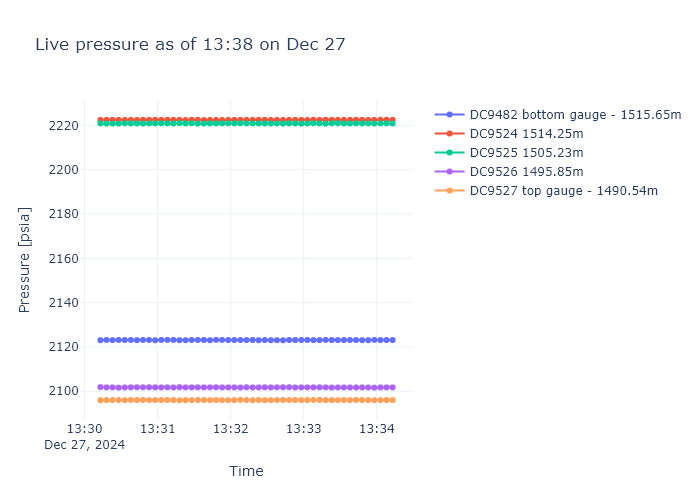 Live pressure as of 13:38 on Dec 27
DC9482 bottom gauge - 1515.65m
DC9524 1514.25m
DC9525 1505.23m
DC9526 1495.85m
DC9527 top gauge - 1490.54m
Pressure [psia]
2220
2200
2180
2160
2140
2120
2100
13:30 13:31 13:32 13:33 13:34
Dec 27, 2024
Time